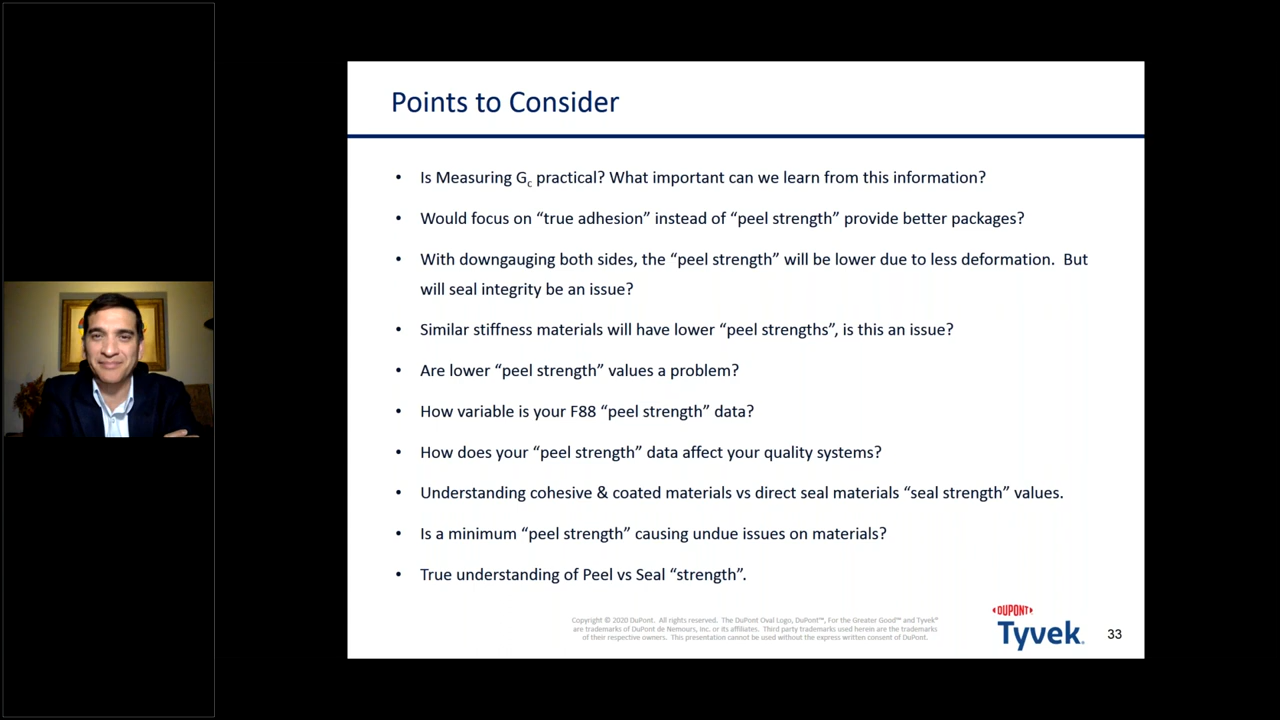 Points to Consider
• Is Measuring Gc practical? What important can we learn from this information?
• Would focus on “true adhesion” instead of “peel strength” provide better packages?
• With downgauging both sides, the “peel strength” will be lower due to less deformation. But
will seal integrity be an issue?
• Similar stiffness materials will have lower “peel strengths”, is this an issue?
• Are lower “peel strength” values a problem?
• How variable is your F88 “peel strength” data?
• How does your “peel strength” data affect your quality systems?
• Understanding cohesive & coated materials vs direct seal materials “seal strength” values.
• Is a minimum “peel strength” causing undue issues on materials?
• True understanding of Peel vs Seal “strength”.
Copyright © 2020 DuPont. All rights reserved. The DuPont Oval Logo, DuPont™, For the Greater Good™ and Tyvek®
are trademarks of DuPont de Nemours, Inc. or its affiliates. Third party trademarks used herein are the trademarks
of their respective owners. This presentation cannot be used without the express written consent of DuPont.
DUPONT
Tyvek®
33